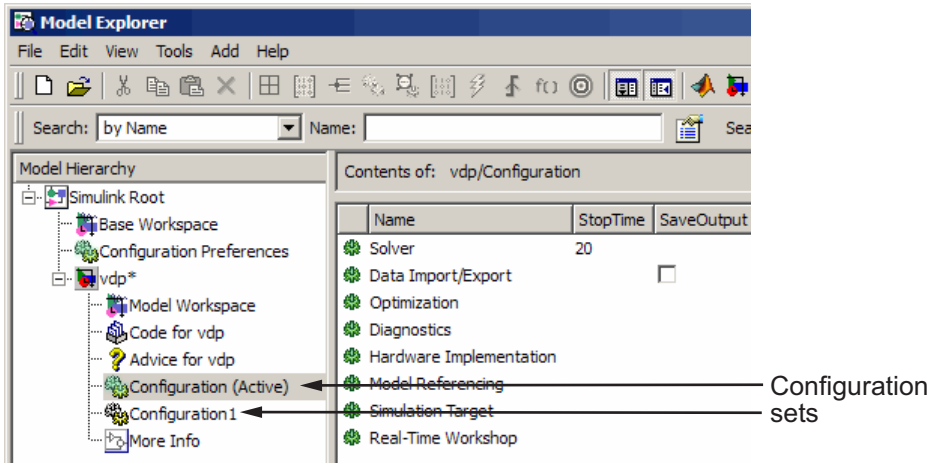 Model Explorer
File Edit View Tools Add Help
f()
Search: by Name Name: Sea
Model Hierarchy
Contents of: vdp/Configuration
Simulink Root
Base Workspace
Configuration Preferences
vdp*
Model Workspace
Code for vdp
Advice for vdp
Configuration (Active)
Configuration1
More Info
Name StopTime SaveOutput
Solver 20
Data Import/Export
Optimization
Diagnostics
Hardware Implementation
Model Referencing
Simulation Target
Real-Time Workshop
Configuration
sets